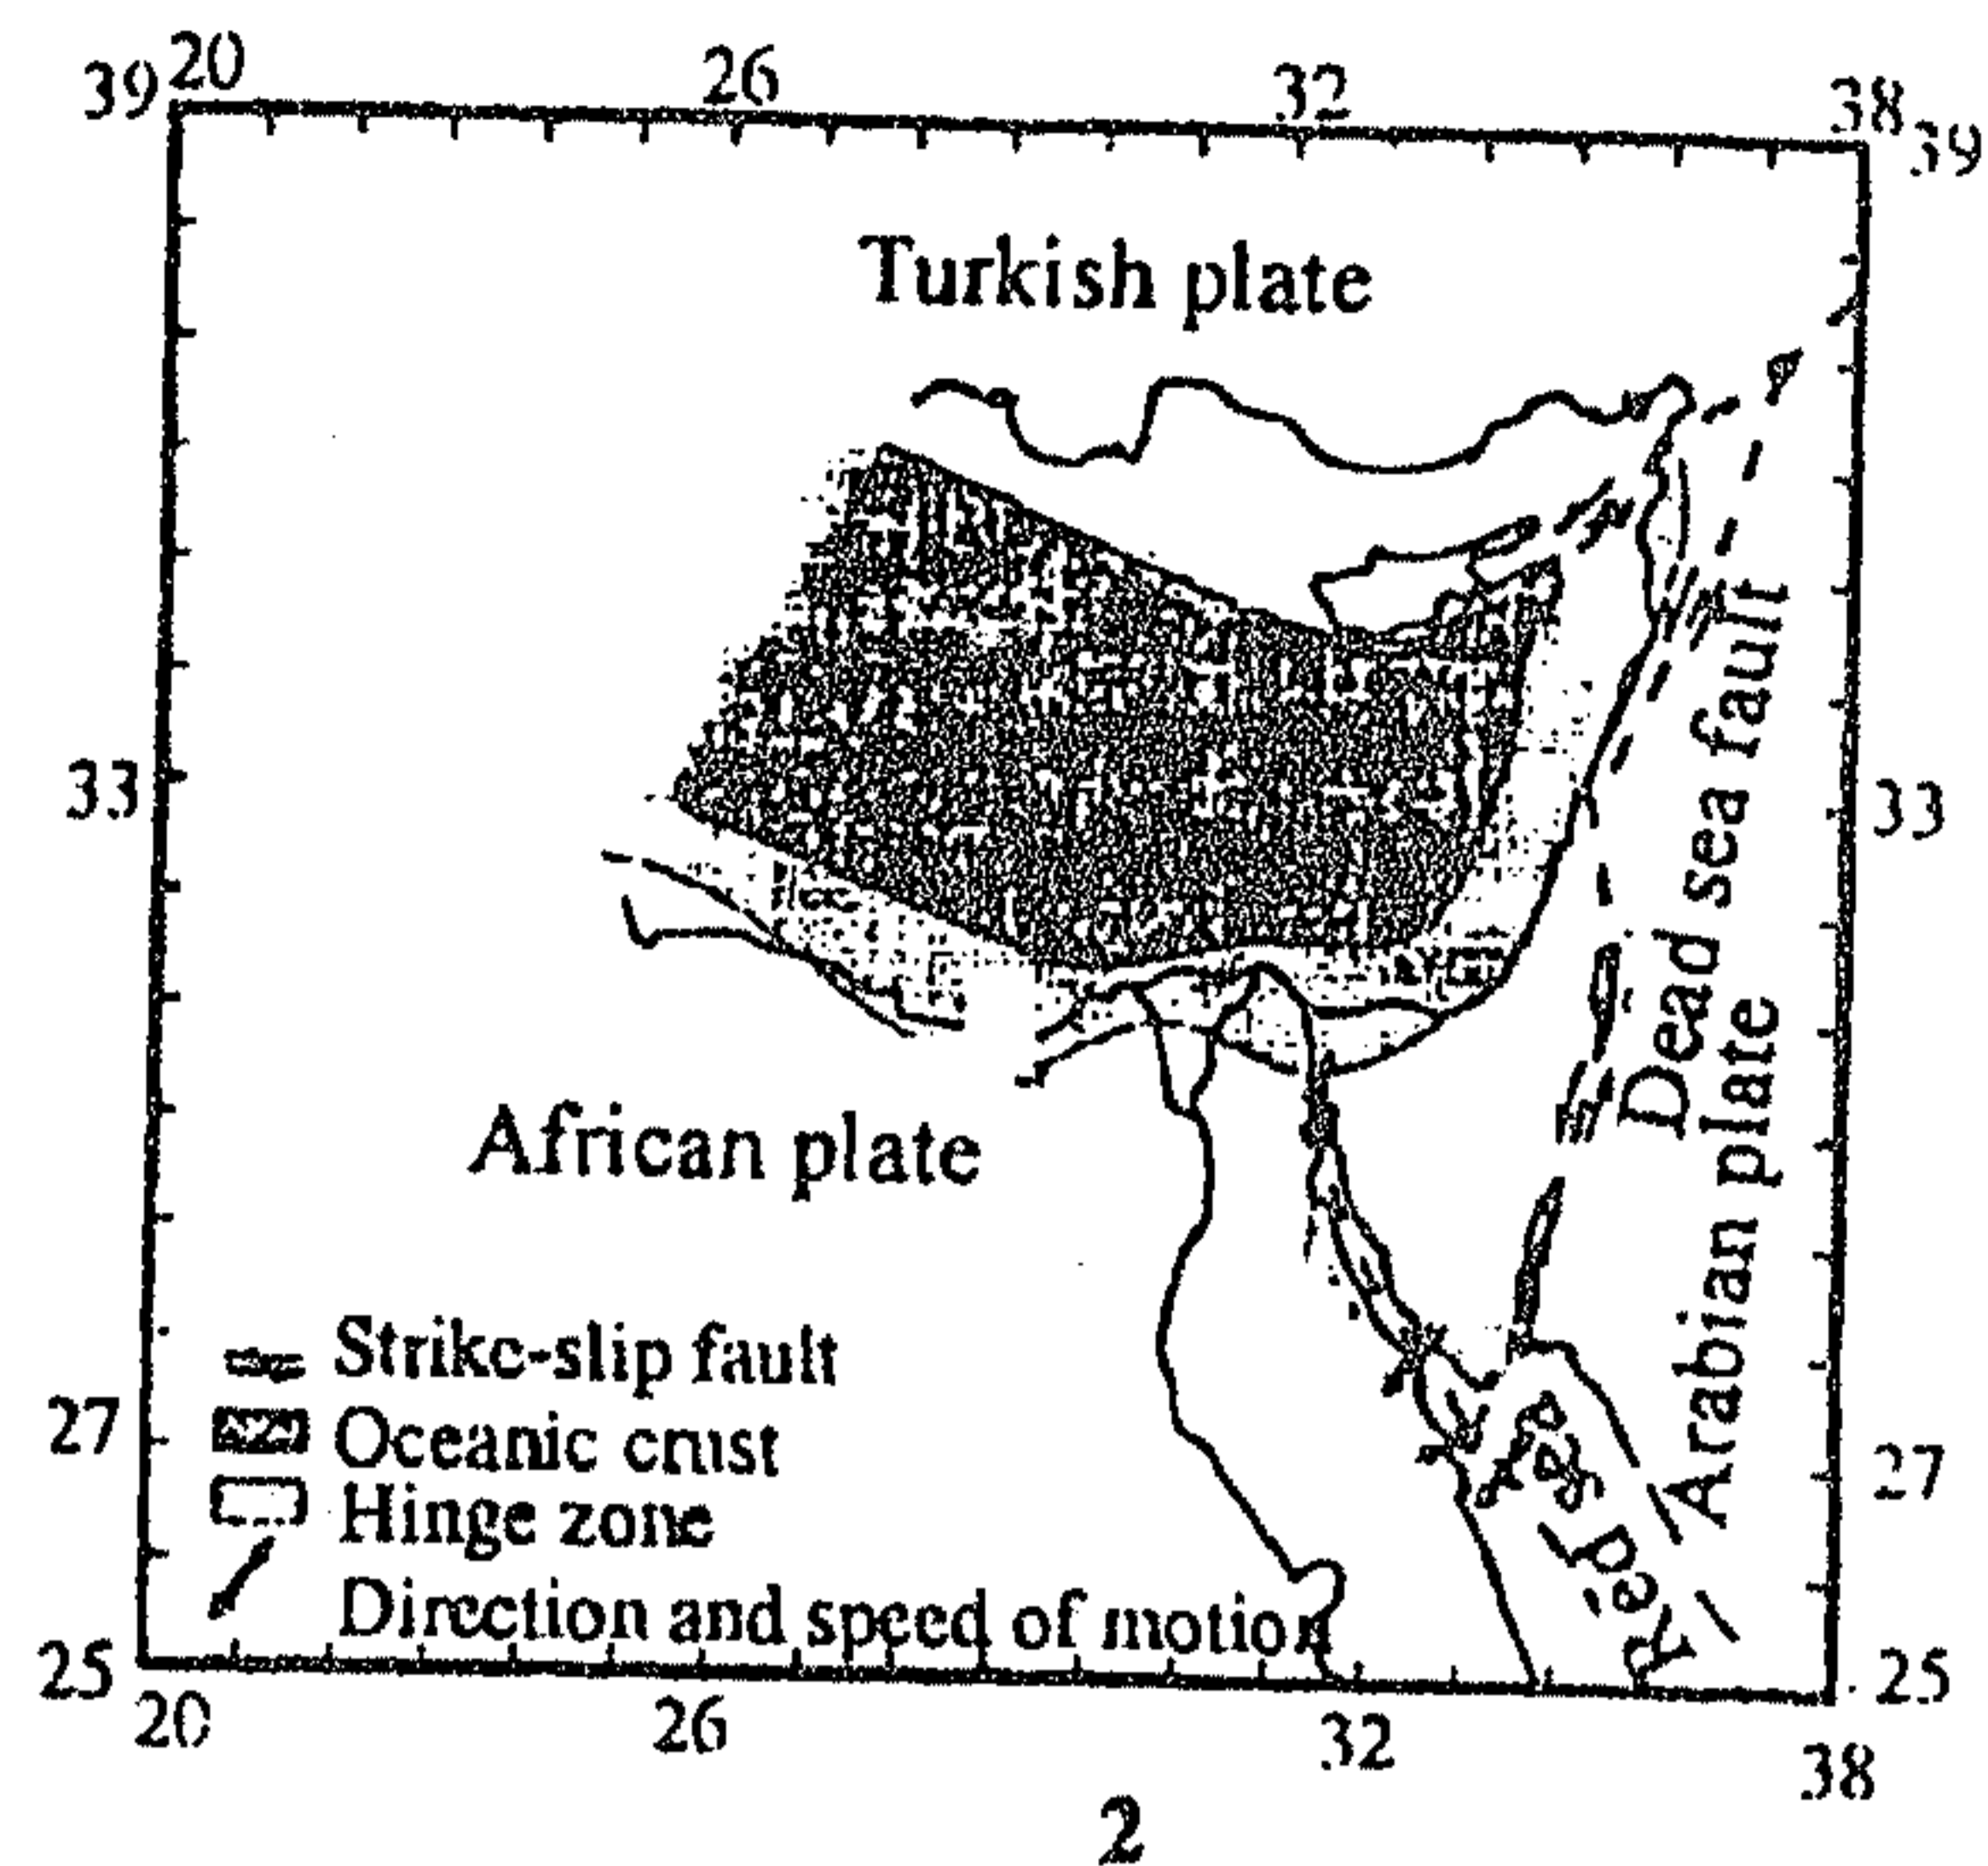 39 20 26 32 38 39
Turkish plate
33 33
Dead sea fault
Arabian plate
African plate
Red sea
Strike-slip fault
27 Oceanic crust 27
Hinge zone
Direction and speed of motion
25 25
20 26 32 38
2